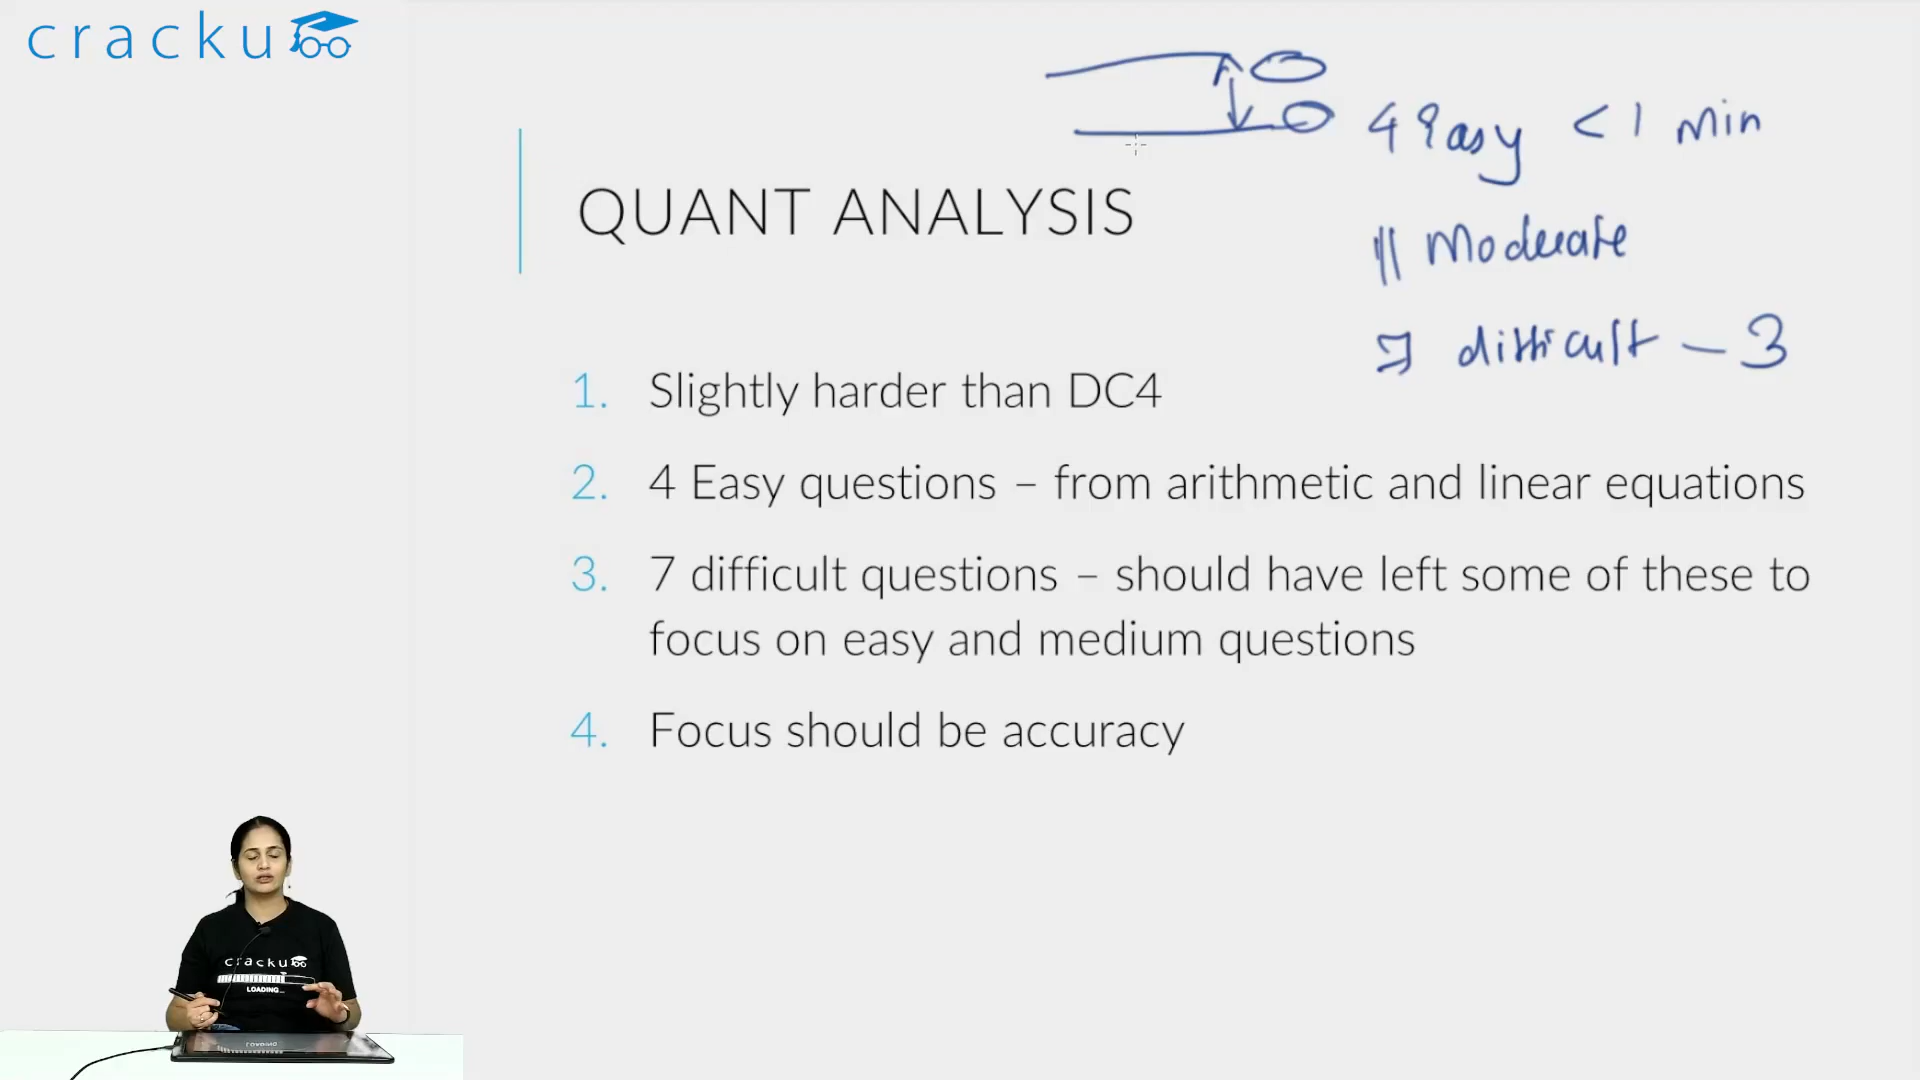 cracku
4 Easy < 1 min
QUANT ANALYSIS
11 Moderate
7 difficult – 3
1. Slightly harder than DC4
2. 4 Easy questions – from arithmetic and linear equations
3. 7 difficult questions – should have left some of these to
focus on easy and medium questions
4. Focus should be accuracy
cracku
LOADING...